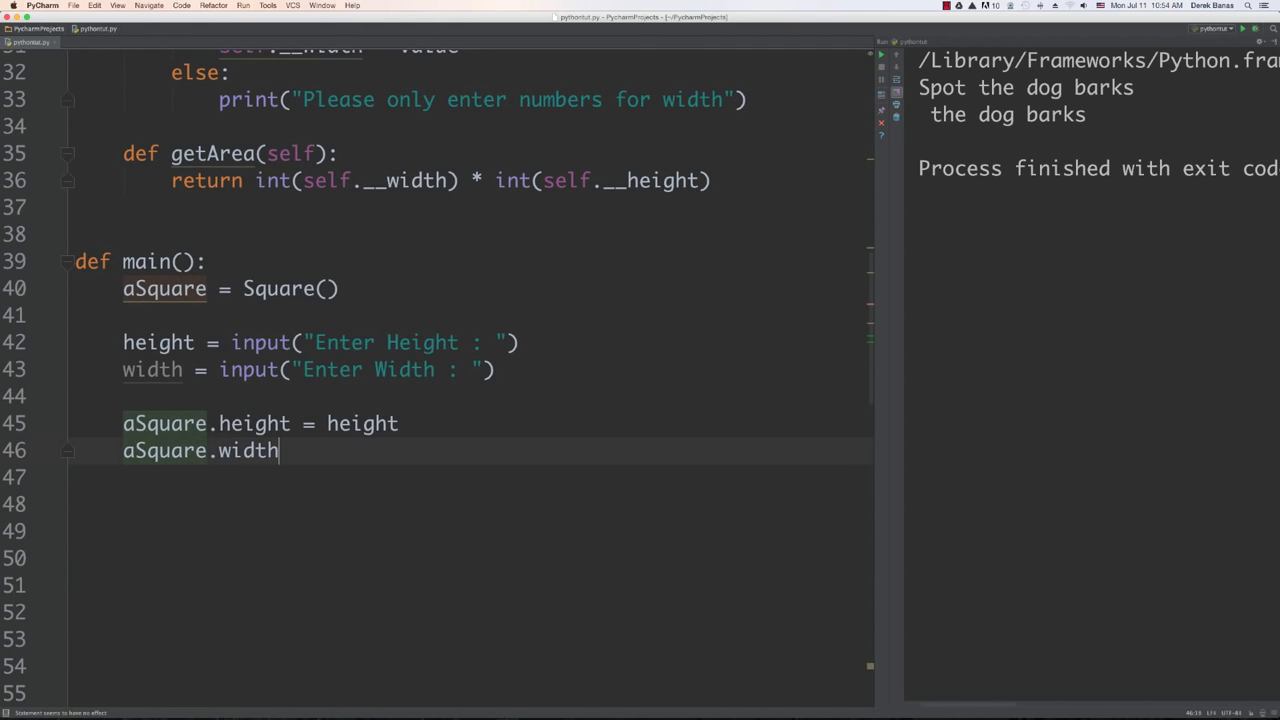 PyCharm File Edit View Navigate Code Refactor Run Tools VCS Window Help 10 Mon Jul 11 10:54 AM Derek Banas
pythontut.py - PycharmProjects - [~/PycharmProjects]
PycharmProjects pythontut.py pythontut
pythontut.py
Run pythontut
31 self.__width value
32 else:
33 print("Please only enter numbers for width")
34
35 def getArea(self):
36 return int(self.__width) * int(self.__height)
37
38
39 def main():
40 aSquare = Square()
41
42 height = input("Enter Height : ")
43 width = input("Enter Width : ")
44
45 aSquare.height = height
46 aSquare.width
47
48
49
50
51
52
53
54
55
/Library/Frameworks/Python.fra
Spot the dog barks
the dog barks
Process finished with exit cod
Statement seems to have no effect
46:18 LF‡ UTF-8‡